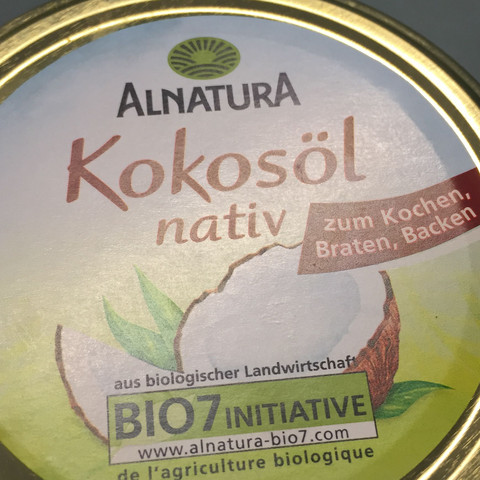 ALNATURA
Kokosöl
nativ
zum Kochen,
Braten, Backen
aus biologischer Landwirtschaft
BIO7 INITIATIVE
www.alnatura-bio7.com
de l'agriculture biologique